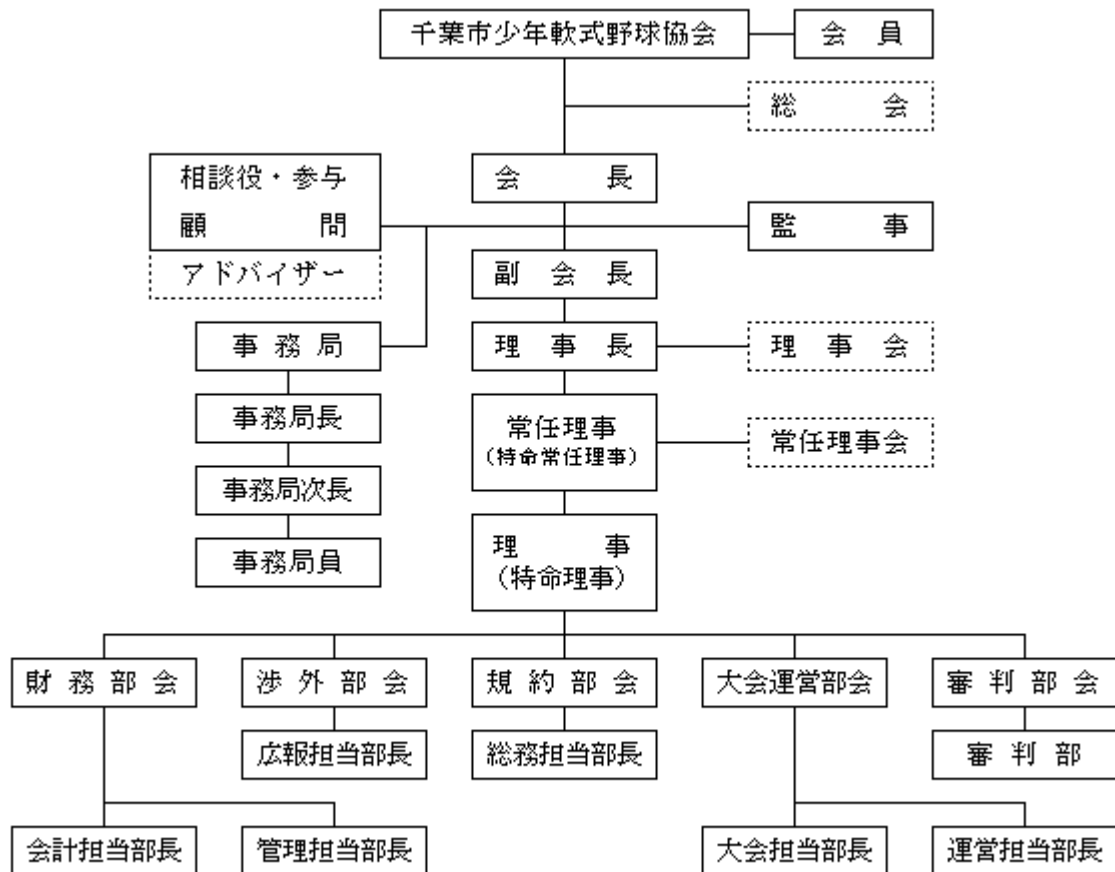 千葉市少年軟式野球協会
会員
総会
会長
相談役・参与
顧問
アドバイザー
監事
副会長
事務局
理事長
理事会
事務局長
常任理事
(特命常任理事)
常任理事会
事務局次長
事務局員
理事
(特命理事)
財務部会
渉外部会
規約部会
大会運営部会
審判部会
広報担当部長
総務担当部長
審判部
会計担当部長
管理担当部長
大会担当部長
運営担当部長